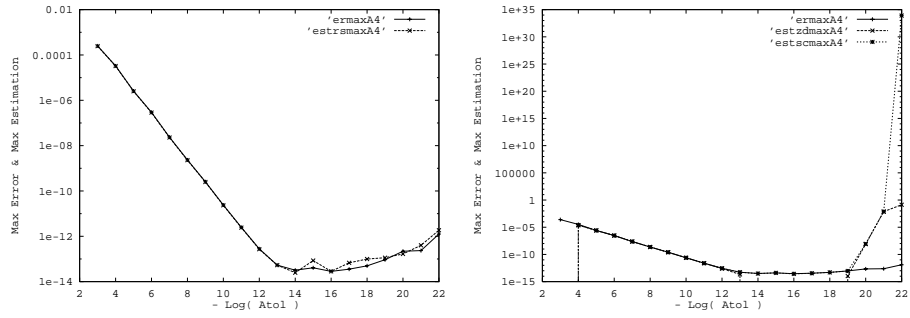 0.01
0.0001
1e-06
1e-08
1e-10
1e-12
1e-14
2 4 6 8 10 12 14 16 18 20 22
- Log( Atol )
Max Error & Max Estimation
'ermaxA4'
'estrsmaxA4'
1e+35
1e+30
1e+25
1e+20
1e+15
1e+10
100000
1
1e-05
1e-10
1e-15
2 4 6 8 10 12 14 16 18 20 22
- Log( Atol )
Max Error & Max Estimation
'ermaxA4'
'estzdmaxA4'
'estscmaxA4'